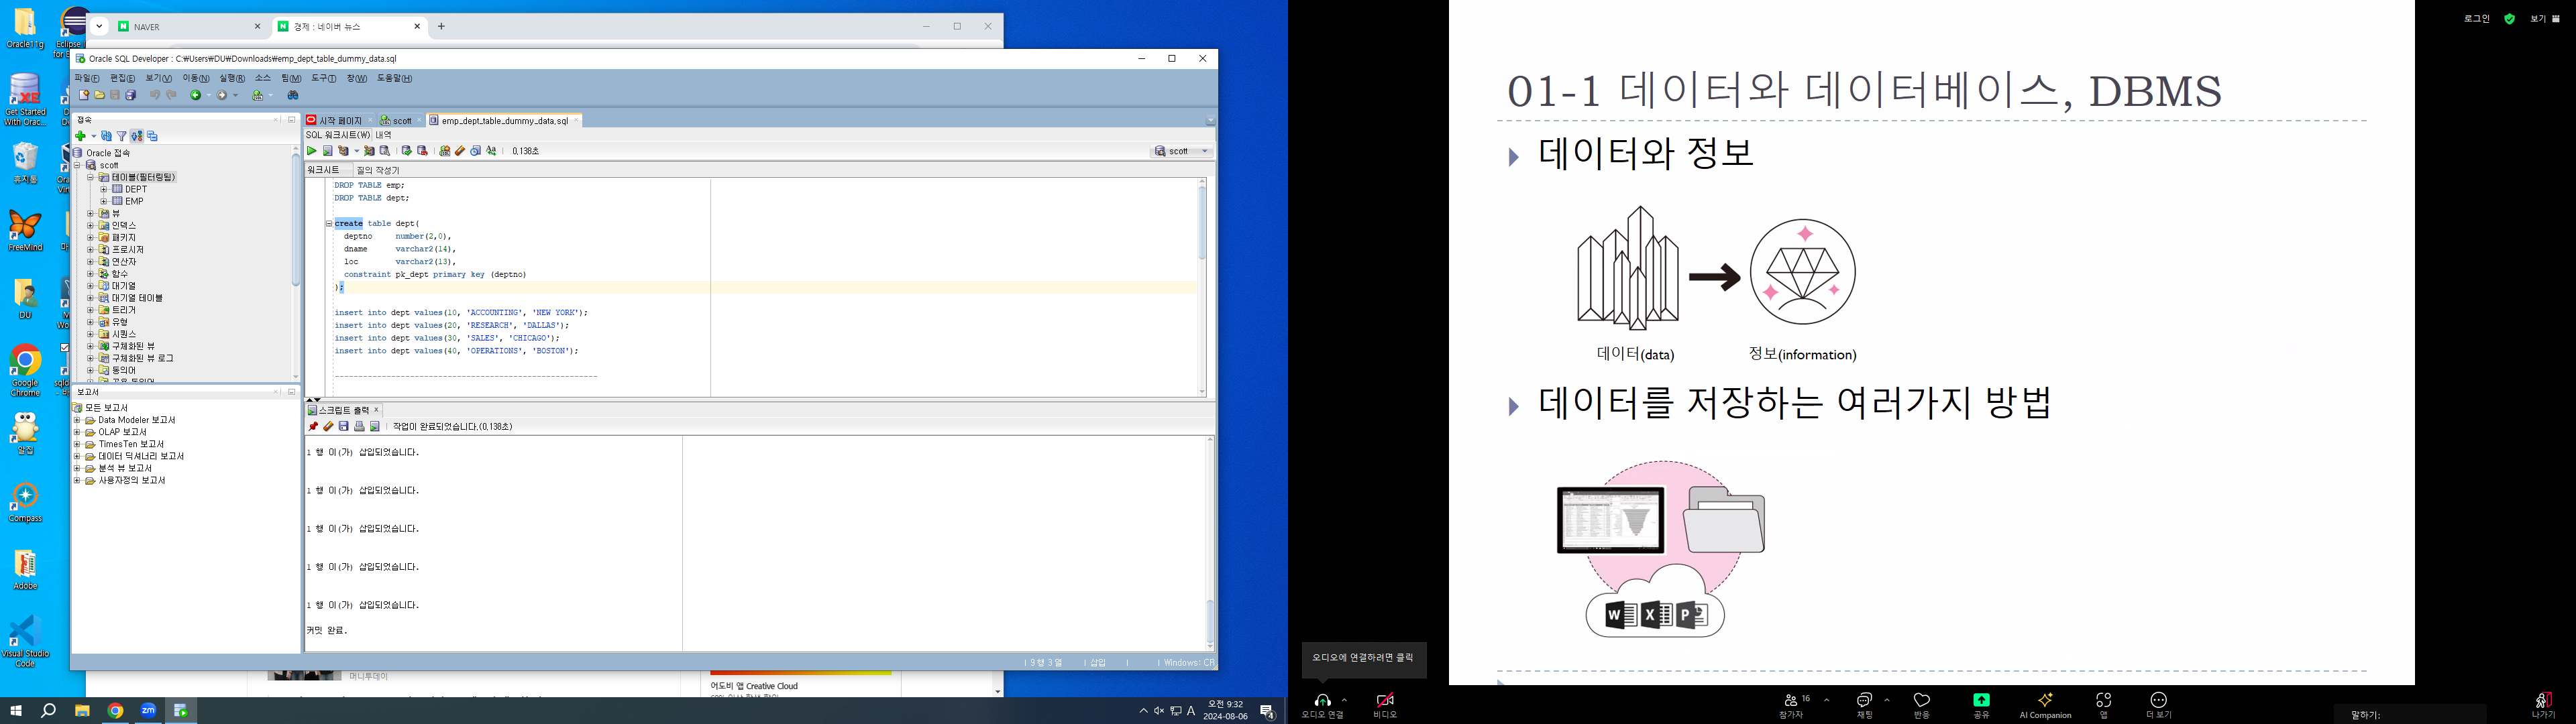 Oracle11g
Eclipse
Get Started
With Orac...
휴지통
FreeMind
DU
Google
Chrome
알집
Compass
Adobe
Visual Studio
Code
NAVER
경제 : 네이버 뉴스
Oracle SQL Developer : C:₩Users₩DU₩Downloads₩emp_dept_table_dummy_data.sql
파일(F) 편집(E) 보기(V) 이동(N) 실행(R) 소스 팀(M) 도구(T) 창(W) 도움말(H)
접속
Oracle 접속
scott
테이블(필터링됨)
DEPT
EMP
뷰
인덱스
패키지
프로시저
연산자
함수
대기열
대기열 테이블
트리거
유형
시퀀스
구체화된 뷰
구체화된 뷰 로그
동의어
공용 동의어
보고서
모든 보고서
Data Modeler 보고서
OLAP 보고서
TimesTen 보고서
데이터 딕셔너리 보고서
분석 뷰 보고서
사용자정의 보고서
시작 페이지
scott
emp_dept_table_dummy_data.sql
SQL 워크시트(W) 내역
0.138초
scott
워크시트 질의 작성기
DROP TABLE emp;
DROP TABLE dept;
create table dept(
deptno number(2,0),
dname varchar2(14),
loc varchar2(13),
constraint pk_dept primary key (deptno)
);
insert into dept values(10, 'ACCOUNTING', 'NEW YORK');
insert into dept values(20, 'RESEARCH', 'DALLAS');
insert into dept values(30, 'SALES', 'CHICAGO');
insert into dept values(40, 'OPERATIONS', 'BOSTON');
--------------------------------------------------------
스크립트 출력
작업이 완료되었습니다.(0.138초)
1 행 이(가) 삽입되었습니다.
1 행 이(가) 삽입되었습니다.
1 행 이(가) 삽입되었습니다.
1 행 이(가) 삽입되었습니다.
1 행 이(가) 삽입되었습니다.
커밋 완료.
9 행 3 열
삽입
Windows: CR
머니투데이
어도비 앱 Creative Cloud
zm
A
오전 9:32
2024-08-06
4
로그인
보기
01-1 데이터와 데이터베이스, DBMS
데이터와 정보
데이터(data)
정보(information)
데이터를 저장하는 여러가지 방법
W
X
P
오디오에 연결하려면 클릭
오디오 연결
비디오
16
참가자
채팅
반응
공유
AI Companion
앱
더 보기
말하기:
나가기